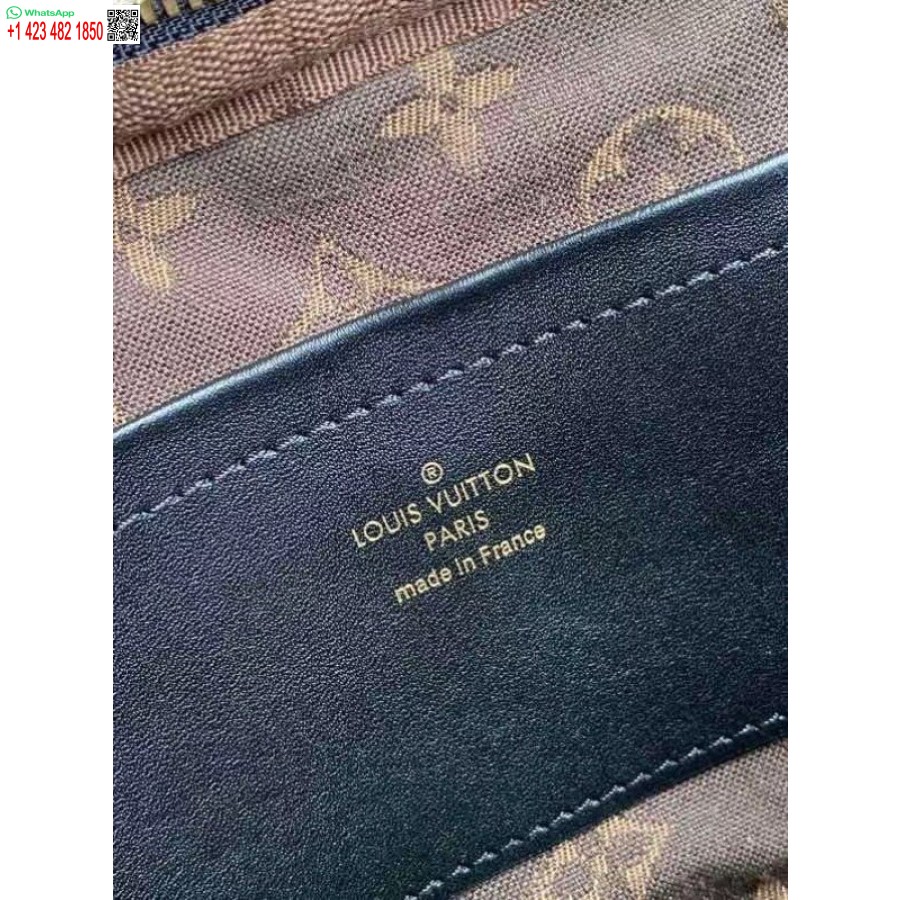 WhatsApp
+1 423 482 1850
®
LOUIS VUITTON
PARIS
made in France